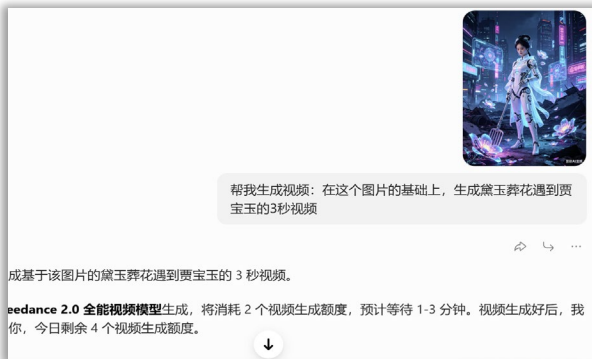 帮我生成视频：在这个图片的基础上，生成黛玉葬花遇到贾
宝玉的3秒视频
成基于该图片的黛玉葬花遇到贾宝玉的 3 秒视频。
eedance 2.0 全能视频模型生成，将消耗 2 个视频生成额度，预计等待 1-3 分钟。视频生成好后，我
你，今日剩余 4 个视频生成额度。